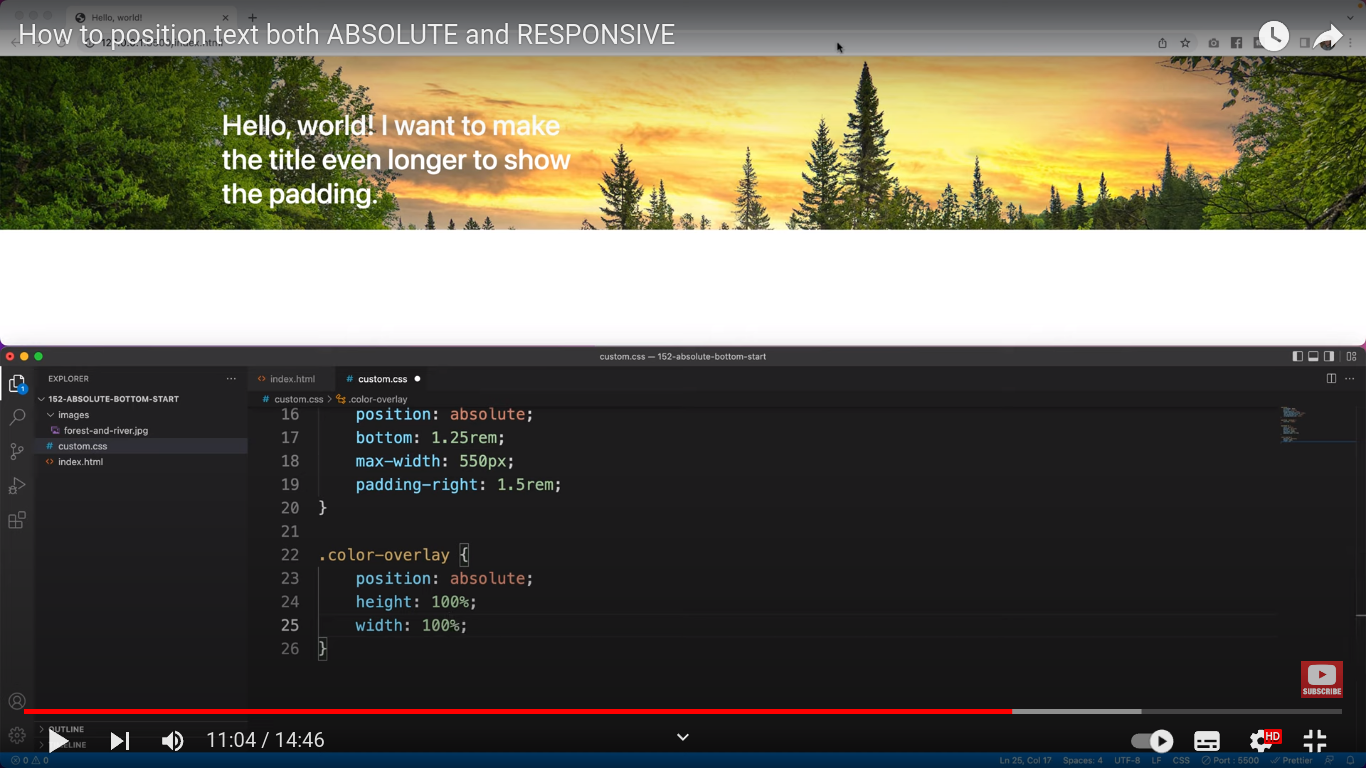 Hello, world!
How to position text both ABSOLUTE and RESPONSIVE
Hello, world! I want to make
the title even longer to show
the padding.
custom.css — 152-absolute-bottom-start
EXPLORER
152-ABSOLUTE-BOTTOM-START
images
forest-and-river.jpg
# custom.css
<> index.html
1
<> index.html
# custom.css
# custom.css > .color-overlay
16 position: absolute;
17 bottom: 1.25rem;
18 max-width: 550px;
19 padding-right: 1.5rem;
20 }
21
22 .color-overlay {
23 position: absolute;
24 height: 100%;
25 width: 100%;
26 }
SUBSCRIBE
OUTLINE
11:04 / 14:46
HD
0 0
Ln 25, Col 17 Spaces: 4 UTF-8 LF CSS Port : 5500 Prettier